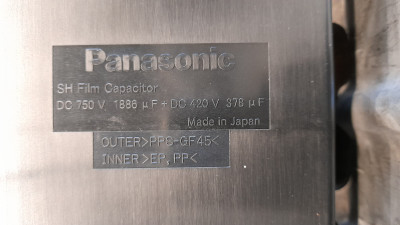 Panasonic
SH Film Capacitor
DC 750 V 1886 μF + DC 420 V 376 μF
Made in Japan
OUTER>PPS-GF45<
INNER>EP, PP<